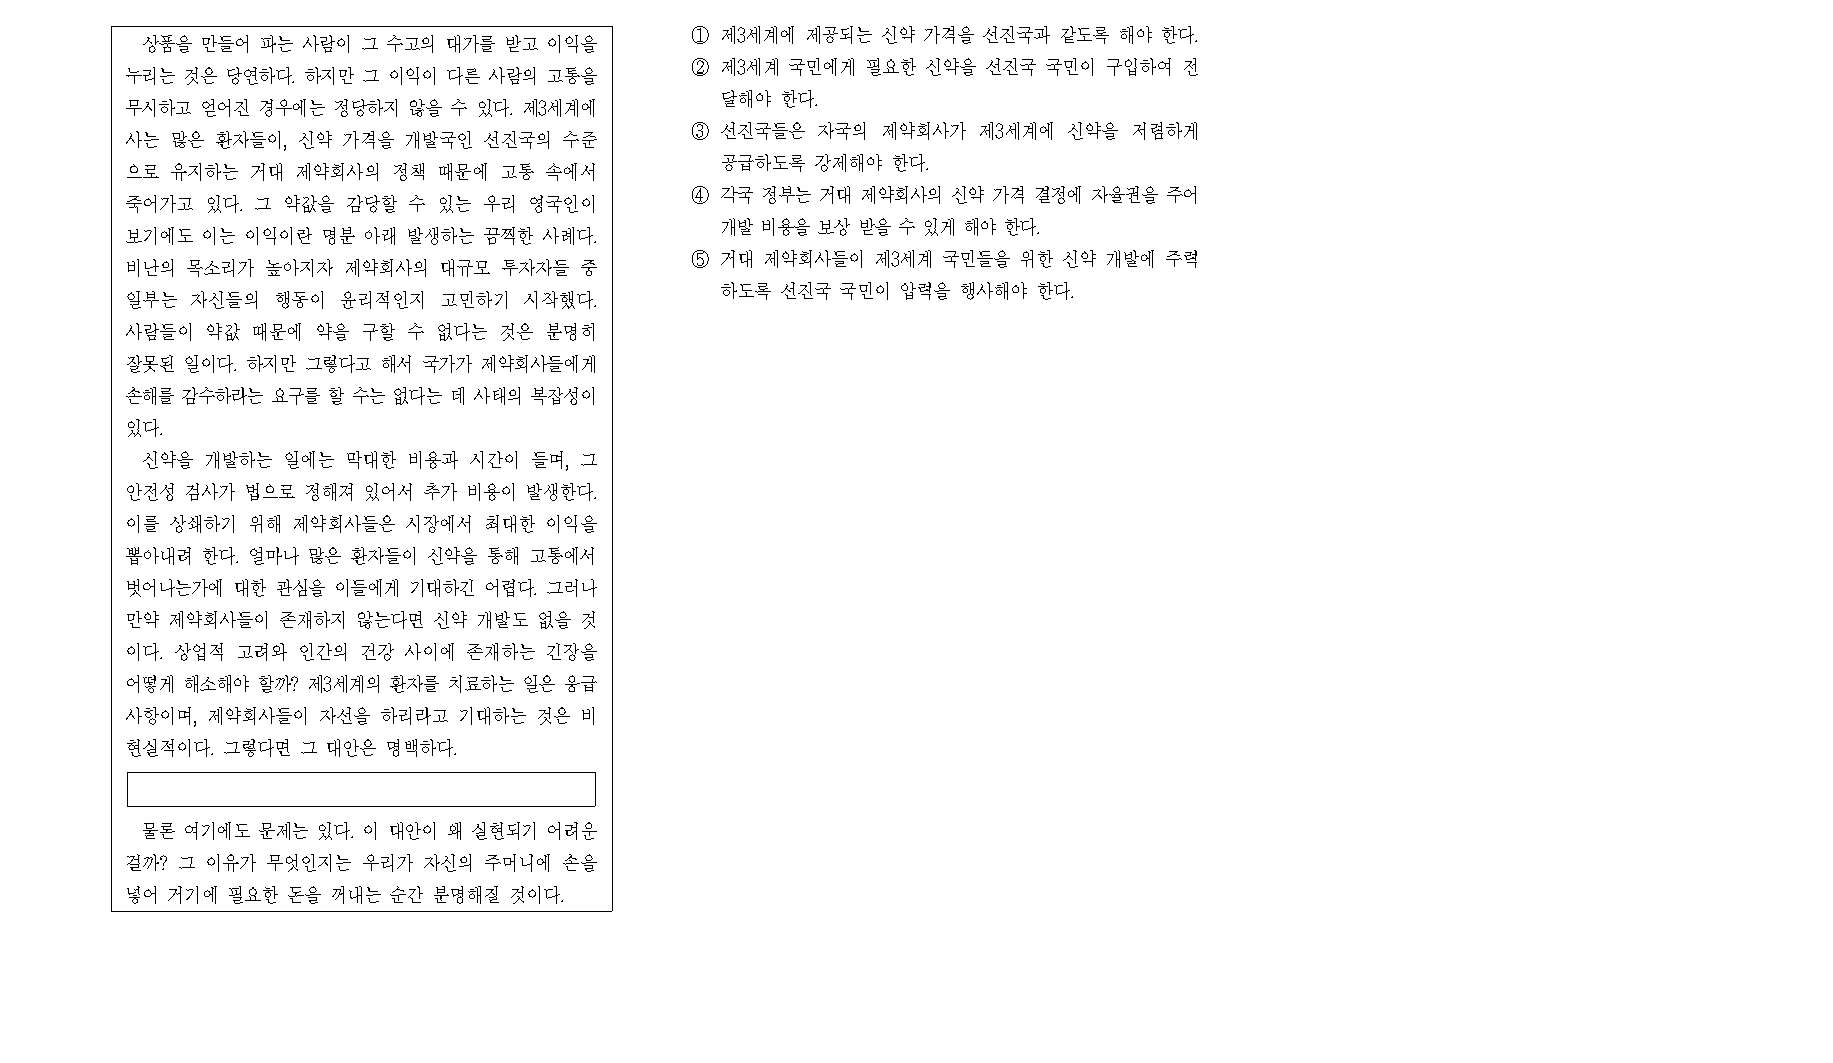 상품을 만들어 파는 사람이 그 수고의 대가를 받고 이익을
누리는 것은 당연하다. 하지만 그 이익이 다른 사람의 고통을
무시하고 얻어진 경우에는 정당하지 않을 수 있다. 제3세계에
사는 많은 환자들이, 신약 가격을 개발국인 선진국의 수준
으로 유지하는 거대 제약회사의 정책 때문에 고통 속에서
죽어가고 있다. 그 약값을 감당할 수 있는 우리 영국인이
보기에도 이는 이익이란 명분 아래 발생하는 끔찍한 사례다.
비난의 목소리가 높아지자 제약회사의 대규모 투자자들 중
일부는 자신들의 행동이 윤리적인지 고민하기 시작했다.
사람들이 약값 때문에 약을 구할 수 없다는 것은 분명히
잘못된 일이다. 하지만 그렇다고 해서 국가가 제약회사들에게
손해를 감수하라는 요구를 할 수는 없다는 데 사태의 복잡성이
있다.
신약을 개발하는 일에는 막대한 비용과 시간이 들며, 그
안전성 검사가 법으로 정해져 있어서 추가 비용이 발생한다.
이를 상쇄하기 위해 제약회사들은 시장에서 최대한 이익을
뽑아내려 한다. 얼마나 많은 환자들이 신약을 통해 고통에서
벗어나는가에 대한 관심을 이들에게 기대하긴 어렵다. 그러나
만약 제약회사들이 존재하지 않는다면 신약 개발도 없을 것
이다. 상업적 고려와 인간의 건강 사이에 존재하는 긴장을
어떻게 해소해야 할까? 제3세계의 환자를 치료하는 일은 응급
사항이며, 제약회사들이 자선을 하리라고 기대하는 것은 비
현실적이다. 그렇다면 그 대안은 명백하다.
물론 여기에도 문제는 있다. 이 대안이 왜 실현되기 어려운
걸까? 그 이유가 무엇인지는 우리가 자신의 주머니에 손을
넣어 거기에 필요한 돈을 꺼내는 순간 분명해질 것이다.
① 제3세계에 제공되는 신약 가격을 선진국과 같도록 해야 한다.
② 제3세계 국민에게 필요한 신약을 선진국 국민이 구입하여 전
달해야 한다.
③ 선진국들은 자국의 제약회사가 제3세계에 신약을 저렴하게
공급하도록 강제해야 한다.
④ 각국 정부는 거대 제약회사의 신약 가격 결정에 자율권을 주어
개발 비용을 보상 받을 수 있게 해야 한다.
⑤ 거대 제약회사들이 제3세계 국민들을 위한 신약 개발에 주력
하도록 선진국 국민이 압력을 행사해야 한다.